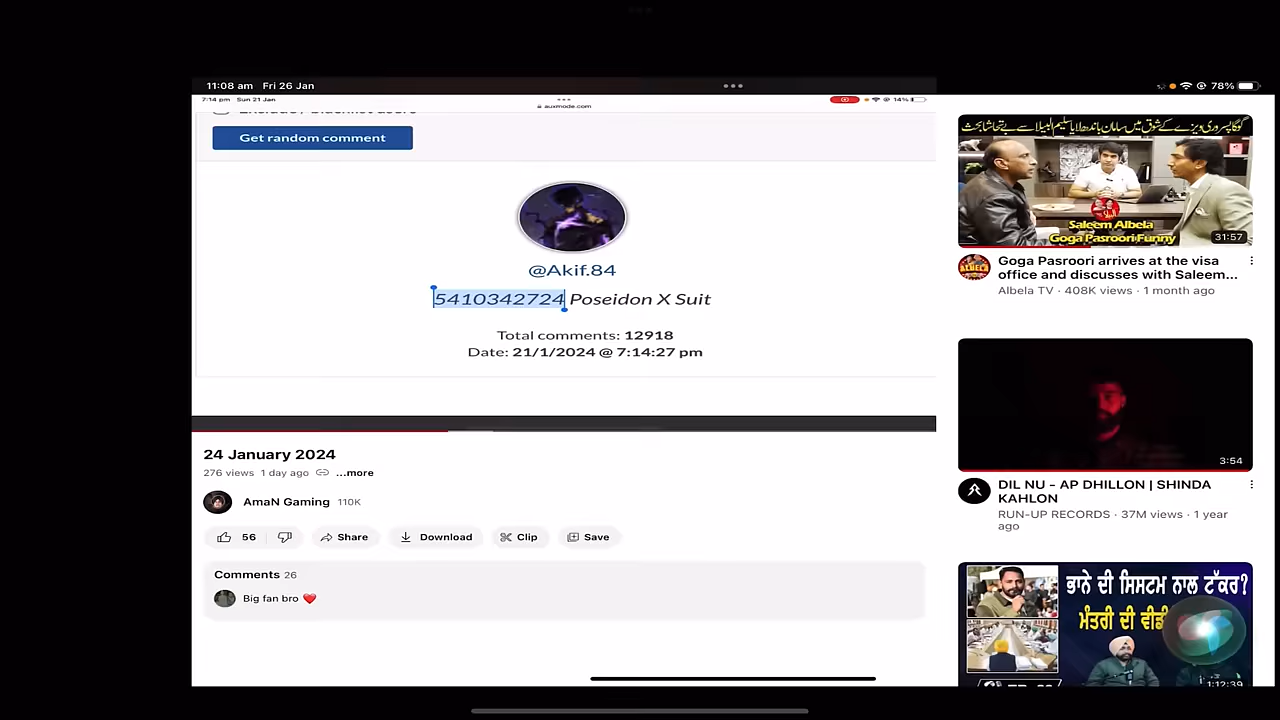 11:08 am Fri 26 Jan
78%
7:14 pm Sun 21 Jan
auxmode.com
14%
Get random comment
@Akif.84
5410342724 Poseidon X Suit
Total comments: 12918
Date: 21/1/2024 @ 7:14:27 pm
24 January 2024
276 views 1 day ago ...more
AmaN Gaming 110K
56
Share
Download
Clip
Save
Comments 26
Big fan bro ❤️
Saleem Albela
Goga Pasroori Funny
31:57
Goga Pasroori arrives at the visa
office and discusses with Saleem...
Albela TV · 408K views · 1 month ago
3:54
DIL NU - AP DHILLON | SHINDA
KAHLON
RUN-UP RECORDS · 37M views · 1 year
ago
ਭਾਨੇ ਦੀ ਸਿਸਟਮ ਨਾਲ ਟੱਕਰ?
ਮੰਤਰੀ ਦੀ
1:12:39